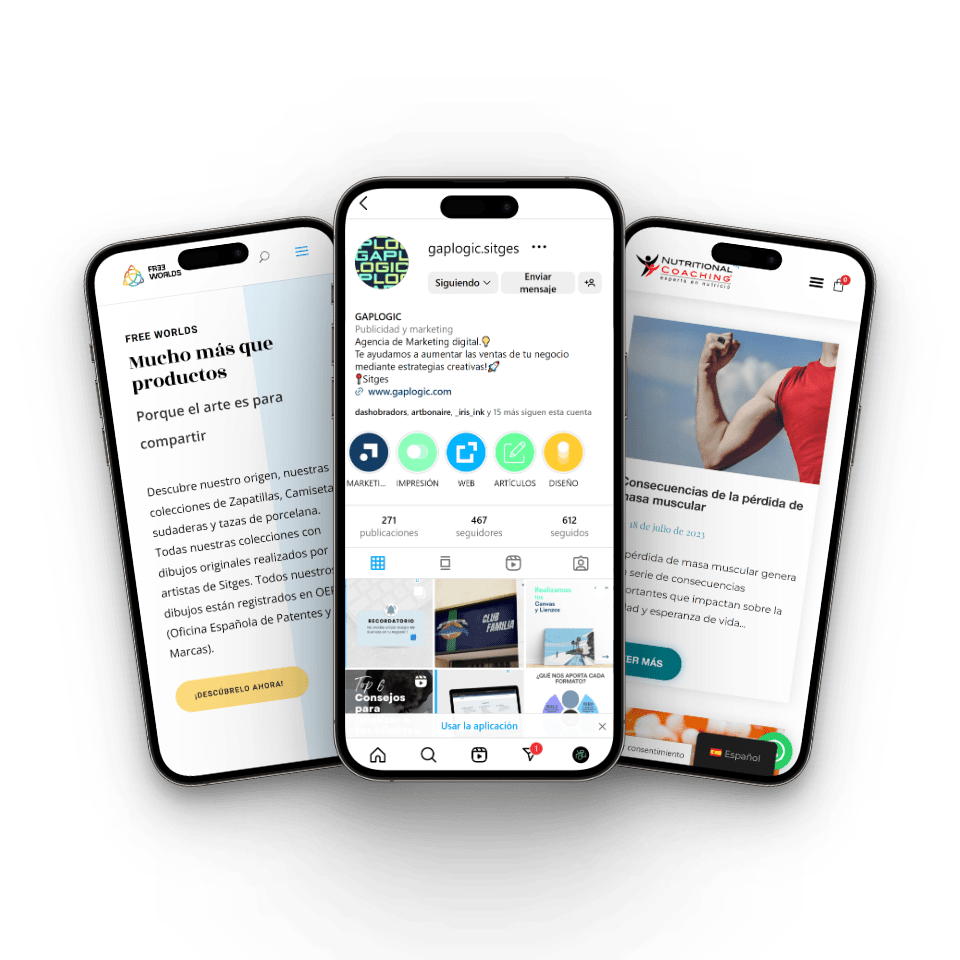 FREE
WORLDS
FREE WORLDS
Mucho más que
productos
Porque el arte es para
compartir
Descubre nuestro origen, nuestras
colecciones de Zapatillas, Camiseta
sudaderas y tazas de porcelana.
Todas nuestras colecciones con
dibujos originales realizados por
artistas de Sitges. Todos nuestros
dibujos están registrados en OEP
(Oficina Española de Patentes y
Marcas).
¡DESCÚBRELO AHORA!
GAPL
LOGIC
gaplogic.sitges
Siguiendo
Enviar
mensaje
GAPLOGIC
Publicidad y marketing
Agencia de Marketing digital.
Te ayudamos a aumentar las ventas de tu negocio
mediante estrategias creativas!
Sitges
www.gaplogic.com
dashobradors, artbonaire, _iris_ink y 15 más siguen esta cuenta
MARKETI... IMPRESIÓN WEB ARTÍCULOS DISEÑO
271 467 612
publicaciones seguidores seguidos
RECORDATORIO
CLUB
FAMILIA
Realizamos
tus
Canvas
y Lienzos
Top 6
Consejos
para
¿QUÉ NOS APORTA CADA
FORMATO?
Usar la aplicación
1
NUTRITIONAL
COACHING
experts en nutrició
0
Consecuencias de la pérdida de
masa muscular
18 de julio de 2023
pérdida de masa muscular genera
serie de consecuencias
portantes que impactan sobre la
dad y esperanza de vida...
ER MÁS
consentimiento
Español